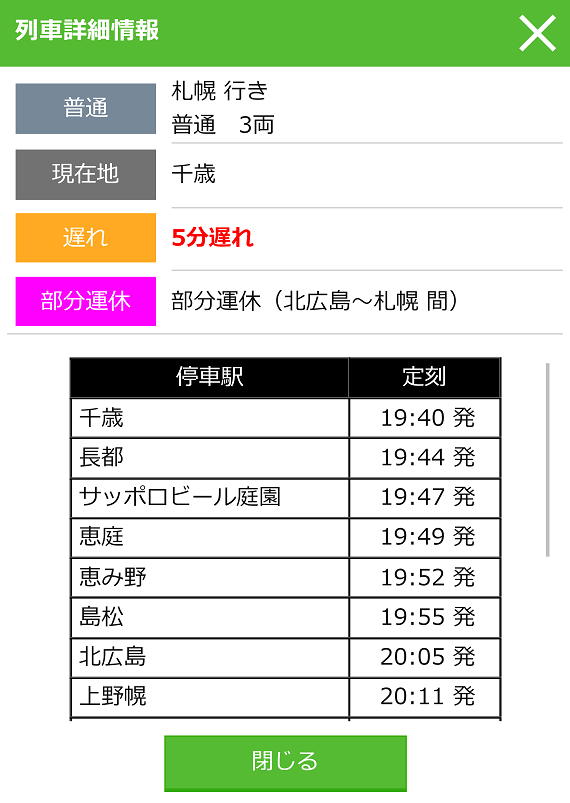 列車詳細情報
普通
札幌 行き
普通　3両
現在地
千歳
遅れ
5分遅れ
部分運休
部分運休（北広島～札幌 間）
停車駅 定刻
千歳 19:40 発
長都 19:44 発
サッポロビール庭園 19:47 発
恵庭 19:49 発
恵み野 19:52 発
島松 19:55 発
北広島 20:05 発
上野幌 20:11 発
閉じる